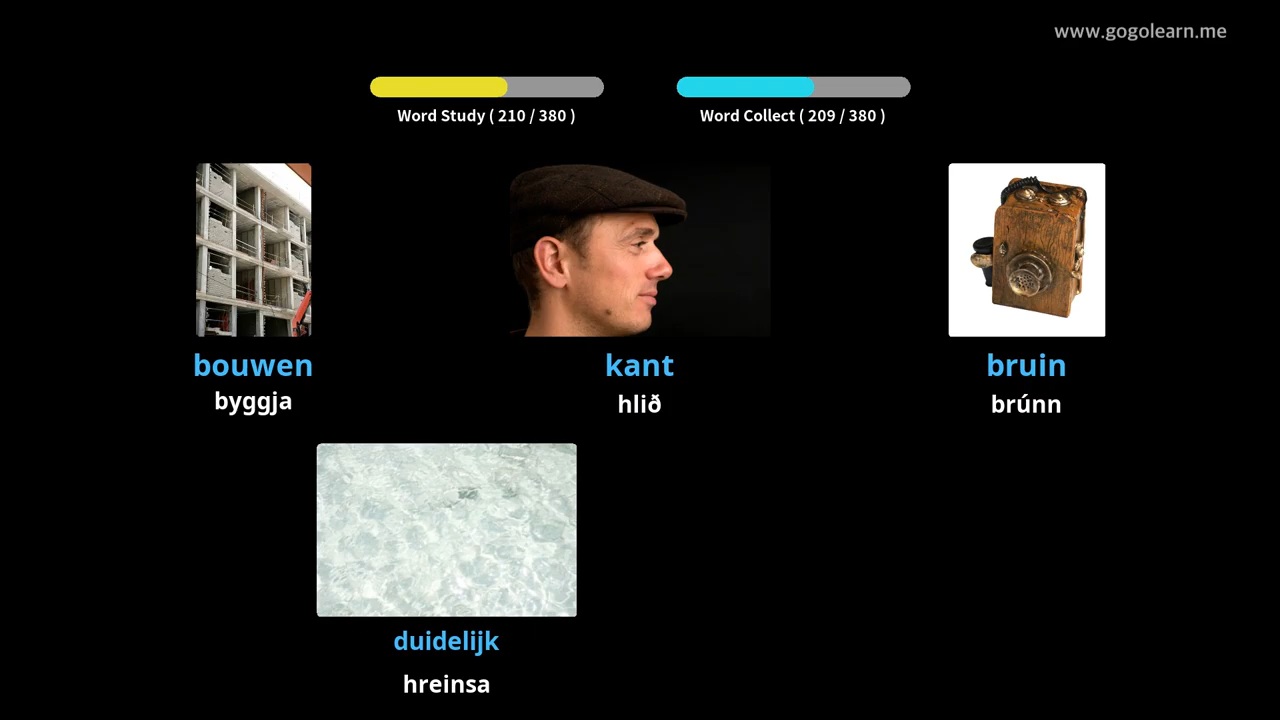 www.gogolearn.me
Word Study ( 210 / 380 )
Word Collect ( 209 / 380 )
bouwen
byggja
kant
hlið
bruin
brúnn
duidelijk
hreinsa